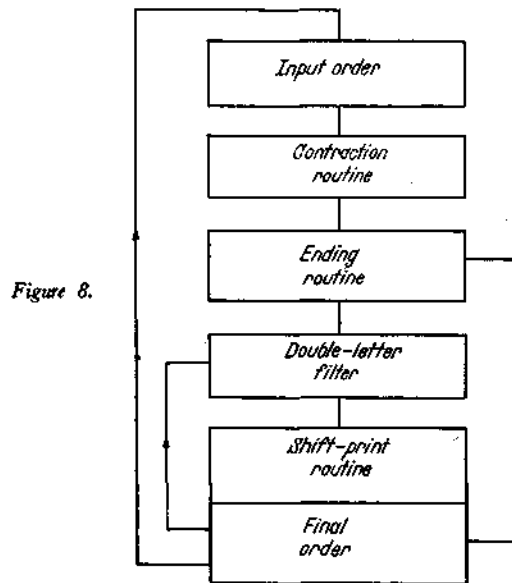 Input order
Contraction
routine
Ending
routine
Figure 8.
Double-letter
filter
Shift-print
routine
Final
order